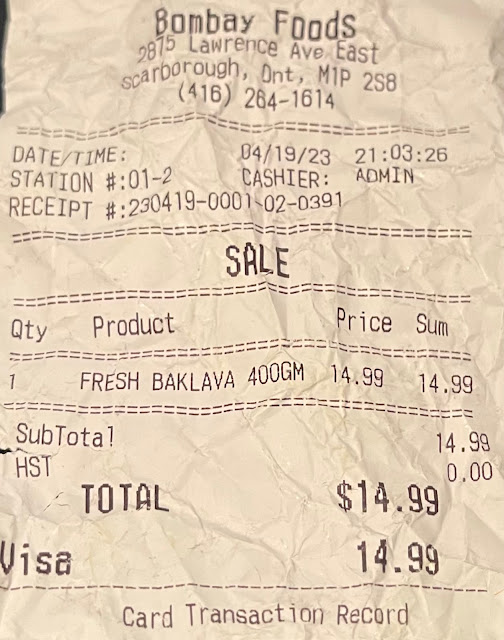 Bombay Foods
2875 Lawrence Ave East
Scarborough, Ont, M1P 2S8
(416) 264-1614
DATE/TIME: 04/19/23 21:03:26
STATION #:01-2 CASHIER: ADMIN
RECEIPT #:230419-0001-02-0391
SALE
Qty Product Price Sum
1 FRESH BAKLAVA 400GM 14.99 14.99
SubTotal 14.99
HST 0.00
TOTAL $14.99
Visa 14.99
Card Transaction Record